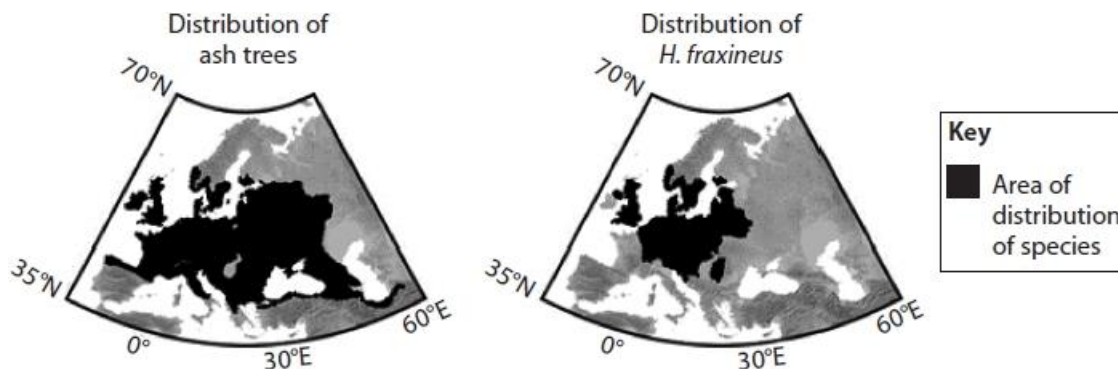 Distribution of
ash trees
70°N
35°N
0°
30°E
60°E
Distribution of
H. fraxineus
70°N
35°N
0°
30°E
60°E
Key
Area of
distribution
of species